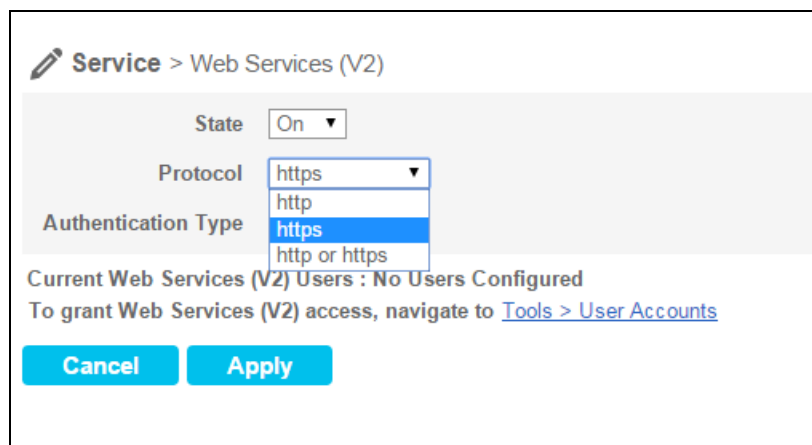 Service > Web Services (V2)
State On
Protocol https
http
Authentication Type https
http or https
Current Web Services (V2) Users : No Users Configured
To grant Web Services (V2) access, navigate to Tools > User Accounts
Cancel Apply